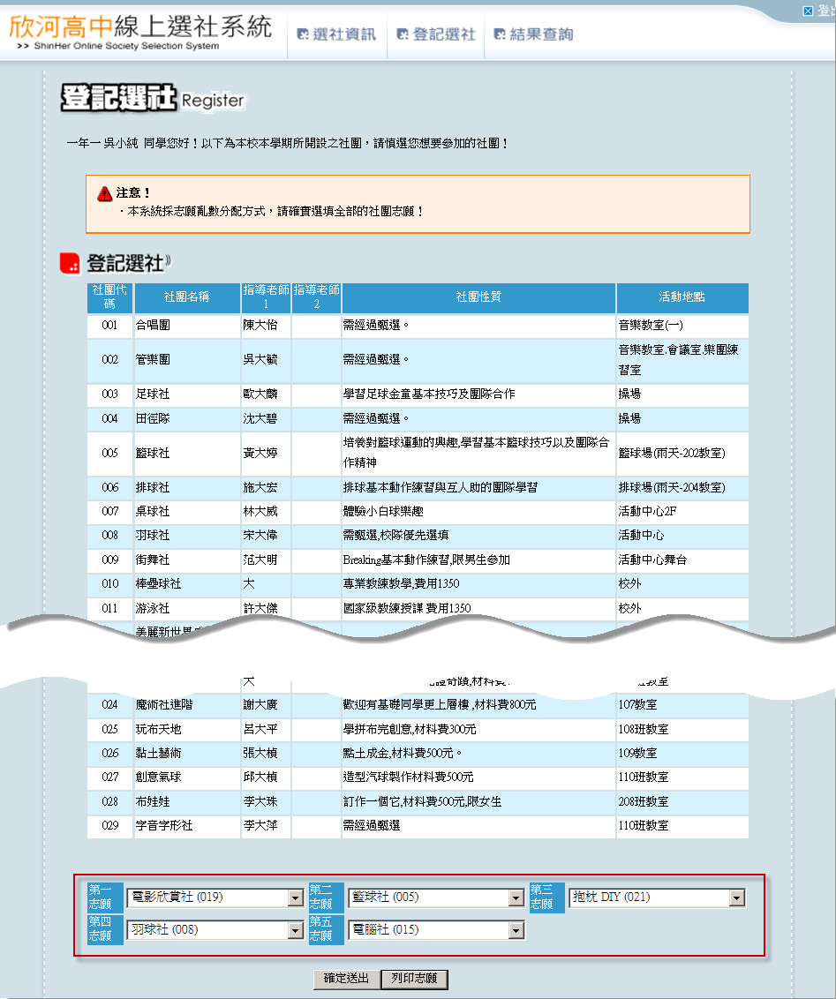 登出
欣河高中線上選社系統
>> ShinHer Online Society Selection System
選社資訊 登記選社 結果查詢
登記選社 Register
一年一 吳小純 同學您好！以下為本校本學期所開設之社團，請慎選您想要參加的社團！
注意！
．本系統採志願亂數分配方式，請確實選填全部的社團志願！
登記選社
社團代碼 社團名稱 指導老師1 指導老師2 社團性質 活動地點
001 合唱團 陳大怡 需經過甄選。 音樂教室(一)
002 管樂團 吳大毓 需經過甄選。 音樂教室.會議室.樂團練習室
003 足球社 歐大麟 學習足球金童基本技巧及團隊合作 操場
004 田徑隊 沈大碧 需經過甄選。 操場
005 籃球社 黃大婷 培養對籃球運動的興趣,學習基本籃球技巧以及團隊合作精神 籃球場(雨天-202教室)
006 排球社 施大宏 排球基本動作練習與互人助的團隊學習 排球場(雨天-204教室)
007 桌球社 林大威 體驗小白球樂趣 活動中心2F
008 羽球社 宋大偉 需甄選,校隊優先選填 活動中心
009 街舞社 范大明 Breaking基本動作練習,限男生參加 活動中心舞台
010 棒壘球社 大 專業教練教學,費用1350 校外
011 游泳社 許大傑 國家級教練授課 費用1350 校外
美麗新世界
大 ,材料費 教室
024 魔術社進階 謝大廣 歡迎有基礎同學更上層樓 ,材料費800元 107教室
025 玩布天地 呂大平 學拼布完創意,材料費300元 108班教室
026 黏土藝術 張大楨 點土成金,材料費500元。 109教室
027 創意氣球 邱大楨 造型汽球製作材料費500元 110班教室
028 布娃娃 李大珠 訂作一個它,材料費500元,限女生 208班教室
029 字音字形社 李大萍 需經過甄選 110班教室
第一志願 電影欣賞社 (019) 第二志願 籃球社 (005) 第三志願 抱枕 DIY (021)
第四志願 羽球社 (008) 第五志願 電腦社 (015)
確定送出 列印志願